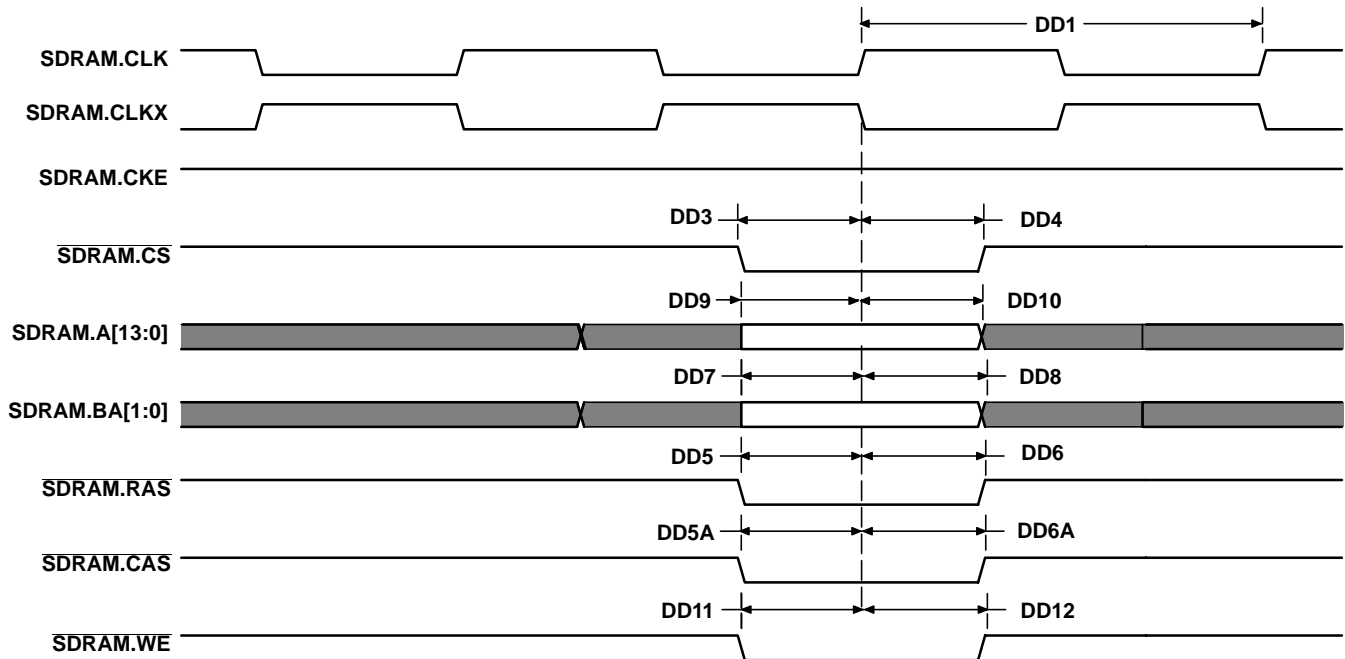 DD1
SDRAM.CLK
SDRAM.CLKX
SDRAM.CKE
DD3 DD4
SDRAM.CS
DD9 DD10
SDRAM.A[13:0]
DD7 DD8
SDRAM.BA[1:0]
DD5 DD6
SDRAM.RAS
DD5A DD6A
SDRAM.CAS
DD11 DD12
SDRAM.WE